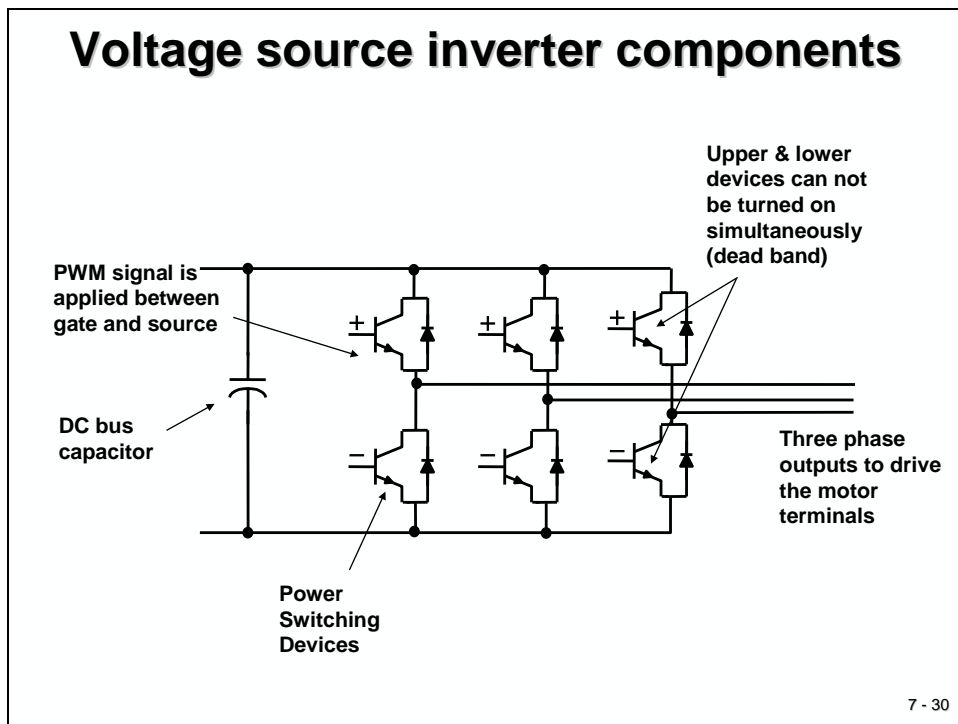 Voltage source inverter components
Upper & lower
devices can not
be turned on
simultaneously
(dead band)
PWM signal is
applied between
gate and source
+
+
+
DC bus
capacitor
−
−
−
Three phase
outputs to drive
the motor
terminals
Power
Switching
Devices
7 - 30